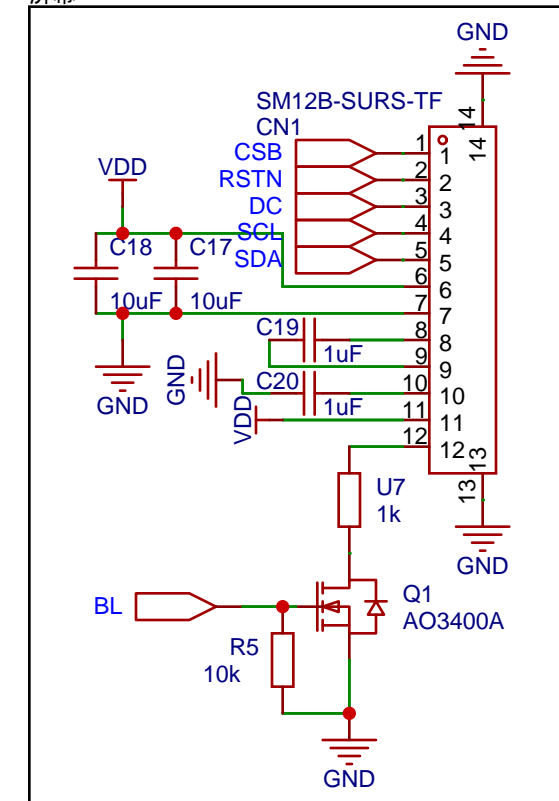 GND
SM12B-SURS-TF
CN1
14
14
CSB
1
1
RSTN
2
2
DC
3
3
SCL
4
4
SDA
5
5
6
6
7
7
VDD
C18
C17
10uF
10uF
GND
C19
1uF
8
8
9
9
GND
C20
1uF
10
10
VDD
11
11
12
12
13
13
GND
U7
1k
BL
Q1
AO3400A
R5
10k
GND